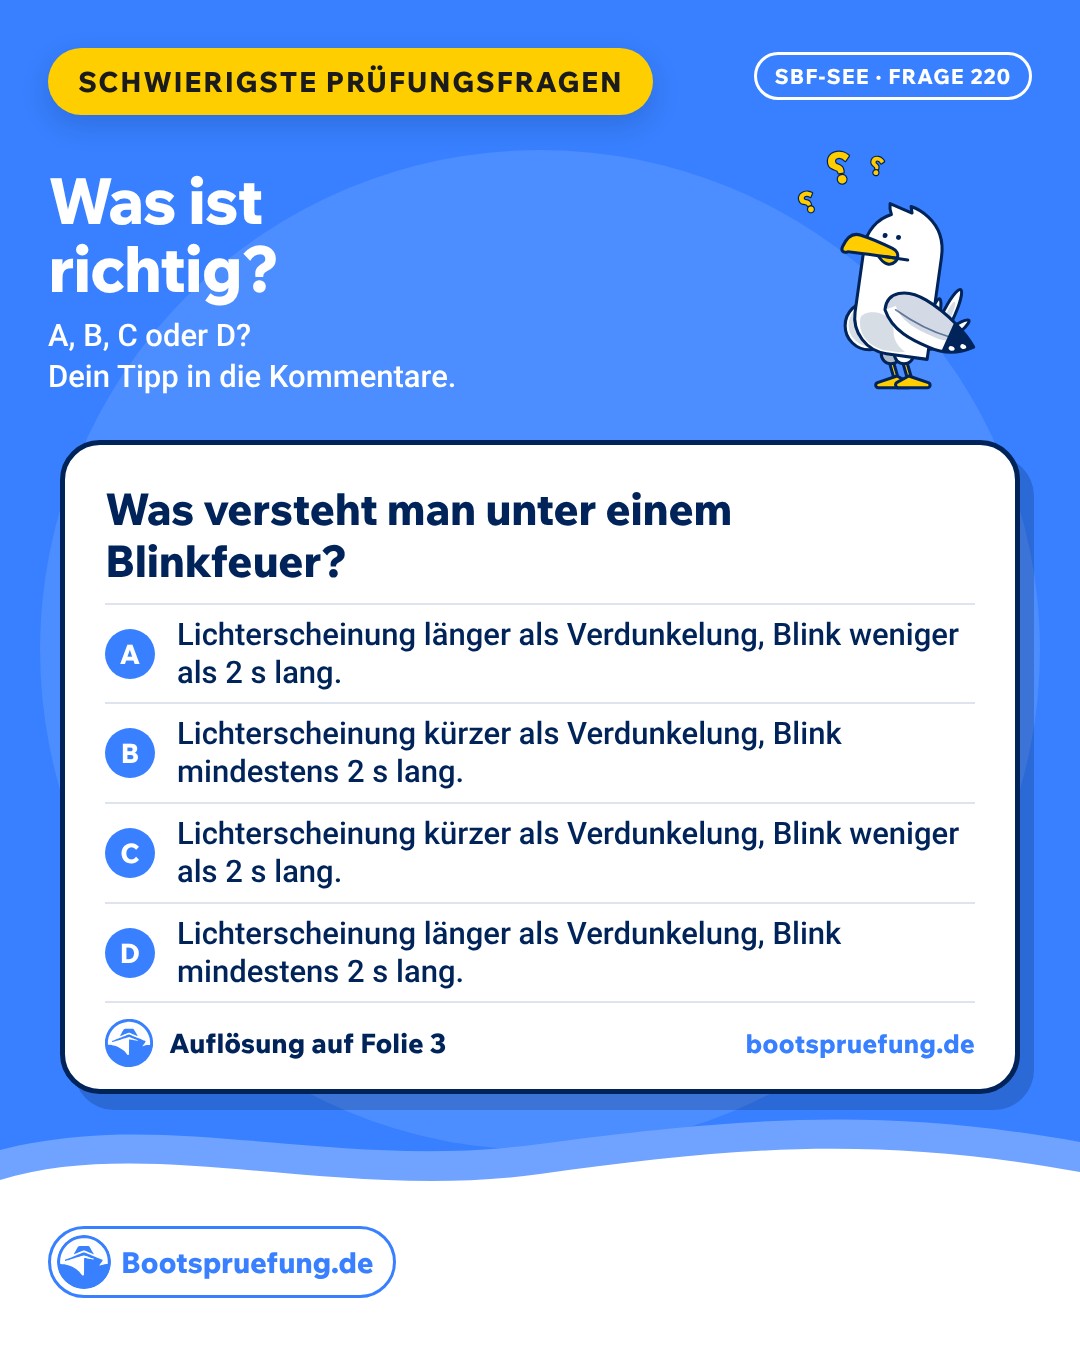 SCHWIERIGSTE PRÜFUNGSFRAGEN
SBF-SEE · FRAGE 220
? ? ?
Was ist
richtig?
A, B, C oder D?
Dein Tipp in die Kommentare.
Was versteht man unter einem
Blinkfeuer?
A Lichterscheinung länger als Verdunkelung, Blink weniger
als 2 s lang.
B Lichterscheinung kürzer als Verdunkelung, Blink
mindestens 2 s lang.
C Lichterscheinung kürzer als Verdunkelung, Blink weniger
als 2 s lang.
D Lichterscheinung länger als Verdunkelung, Blink
mindestens 2 s lang.
Auflösung auf Folie 3
bootspruefung.de
Bootspruefung.de